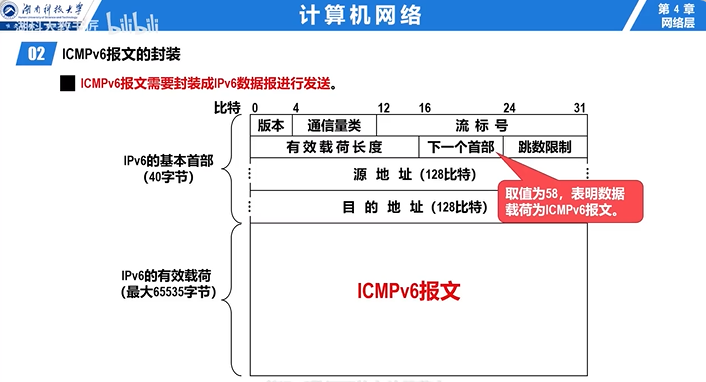 湖南科技大学
湖科大教书匠 bilibili
计算机网络
第 4 章
网络层
02 ICMPv6报文的封装
ICMPv6报文需要封装成IPv6数据报进行发送。
比特 0 4 12 16 24 31
版本 通信量类 流标号
有效载荷长度 下一个首部 跳数限制
IPv6的基本首部
(40字节)
源地址（128比特）
目的地址（128比特）
取值为58，表明数据
载荷为ICMPv6报文。
IPv6的有效载荷
（最大65535字节）
ICMPv6报文